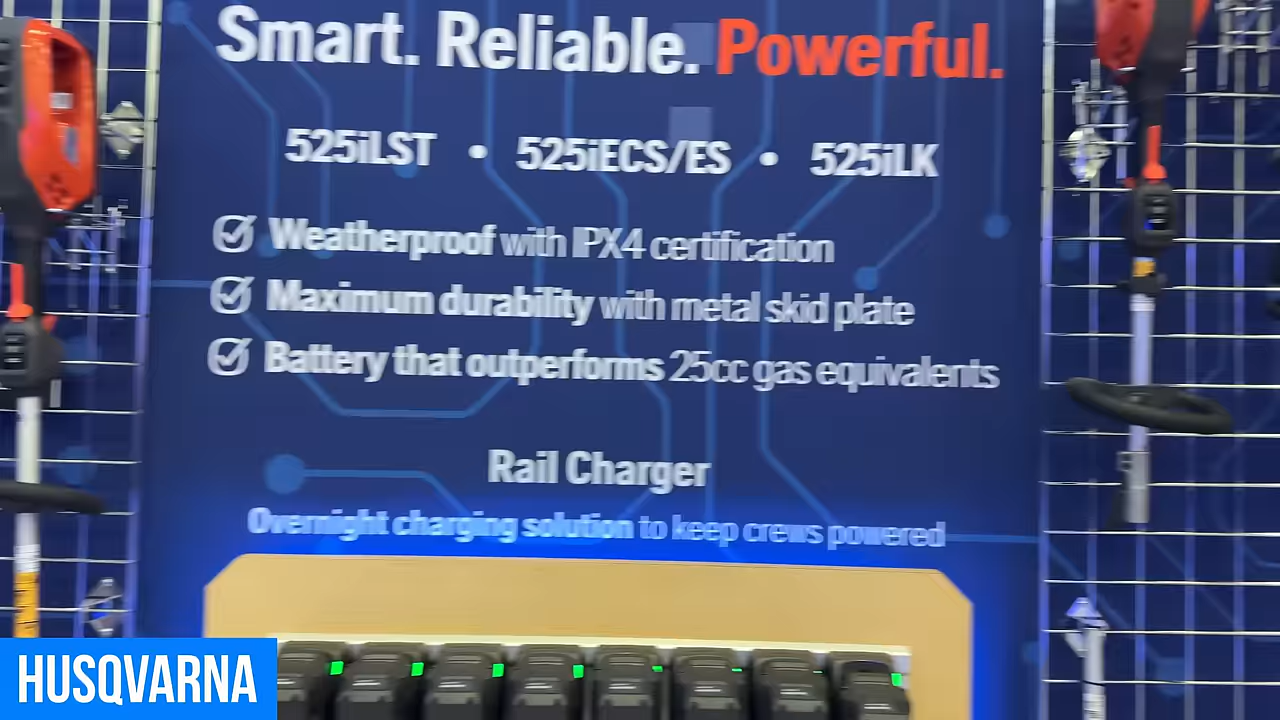 Smart. Reliable. Powerful.
525iLST • 525iECS/ES • 525iLK
Weatherproof with IPX4 certification
Maximum durability with metal skid plate
Battery that outperforms 25cc gas equivalents
Rail Charger
Overnight charging solution to keep crews powered
HUSQVARNA